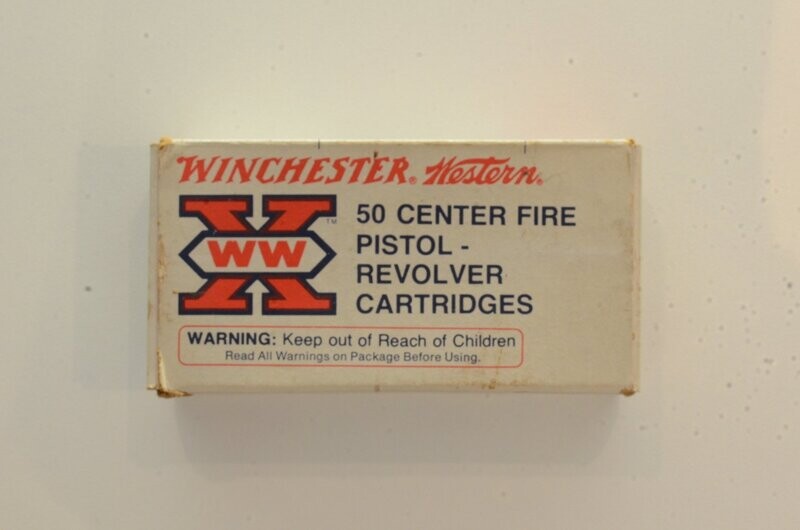 WINCHESTER® Western®
WW
™
50 CENTER FIRE
PISTOL -
REVOLVER
CARTRIDGES
WARNING: Keep out of Reach of Children
Read All Warnings on Package Before Using.